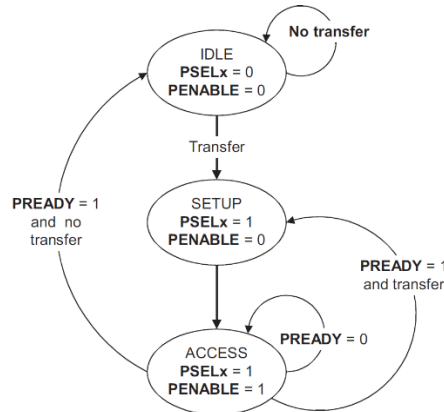 No transfer
IDLE
PSELx = 0
PENABLE = 0
Transfer
SETUP
PSELx = 1
PENABLE = 0
PREADY = 1
and no
transfer
PREADY = 1
and transfer
PREADY = 0
ACCESS
PSELx = 1
PENABLE = 1